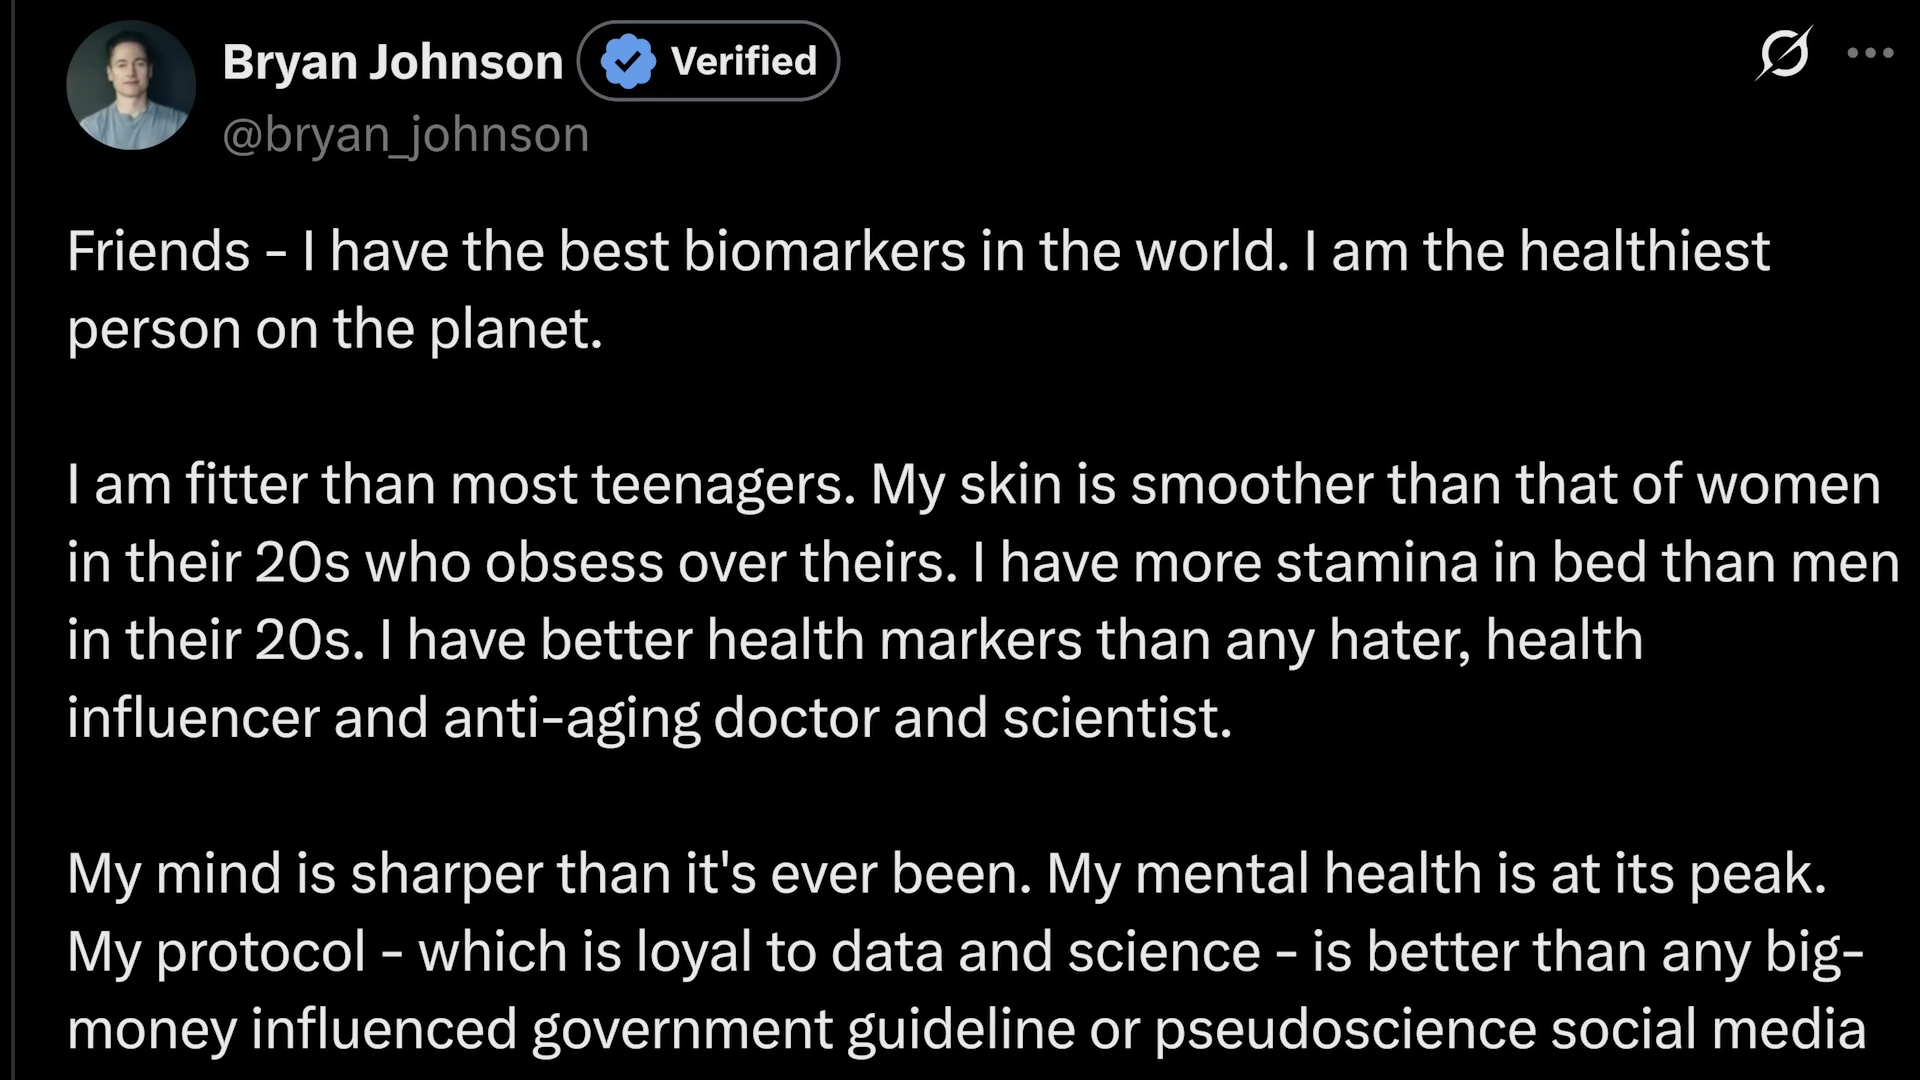 Bryan Johnson Verified
@bryan_johnson
Friends - I have the best biomarkers in the world. I am the healthiest
person on the planet.
I am fitter than most teenagers. My skin is smoother than that of women
in their 20s who obsess over theirs. I have more stamina in bed than men
in their 20s. I have better health markers than any hater, health
influencer and anti-aging doctor and scientist.
My mind is sharper than it's ever been. My mental health is at its peak.
My protocol - which is loyal to data and science - is better than any big-
money influenced government guideline or pseudoscience social media